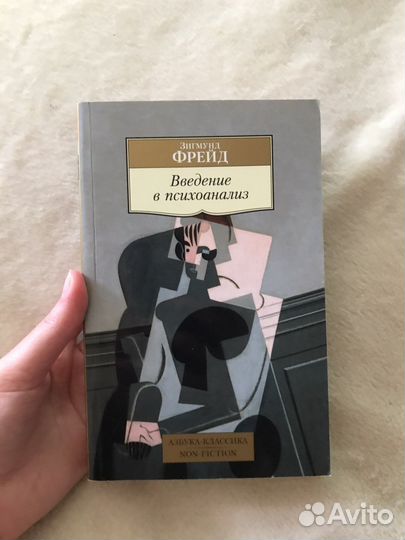 Зигмунд
ФРЕЙД
Введение
в психоанализ
АЗБУКА-КЛАССИКА
NON-FICTION
Avito